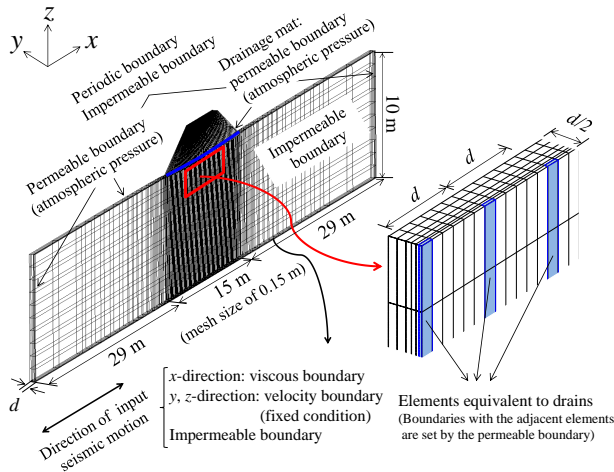 z
y
x
Periodic boundary
Impermeable boundary
Drainage mat:
permeable boundary
(atmospheric pressure)
Permeable boundary
(atmospheric pressure)
Impermeable
boundary
10 m
29 m
15 m
(mesh size of 0.15 m)
29 m
d
Direction of input
seismic motion
x-direction: viscous boundary
y, z-direction: velocity boundary
(fixed condition)
Impermeable boundary
d/2
d
d
Elements equivalent to drains
(Boundaries with the adjacent elements
are set by the permeable boundary)